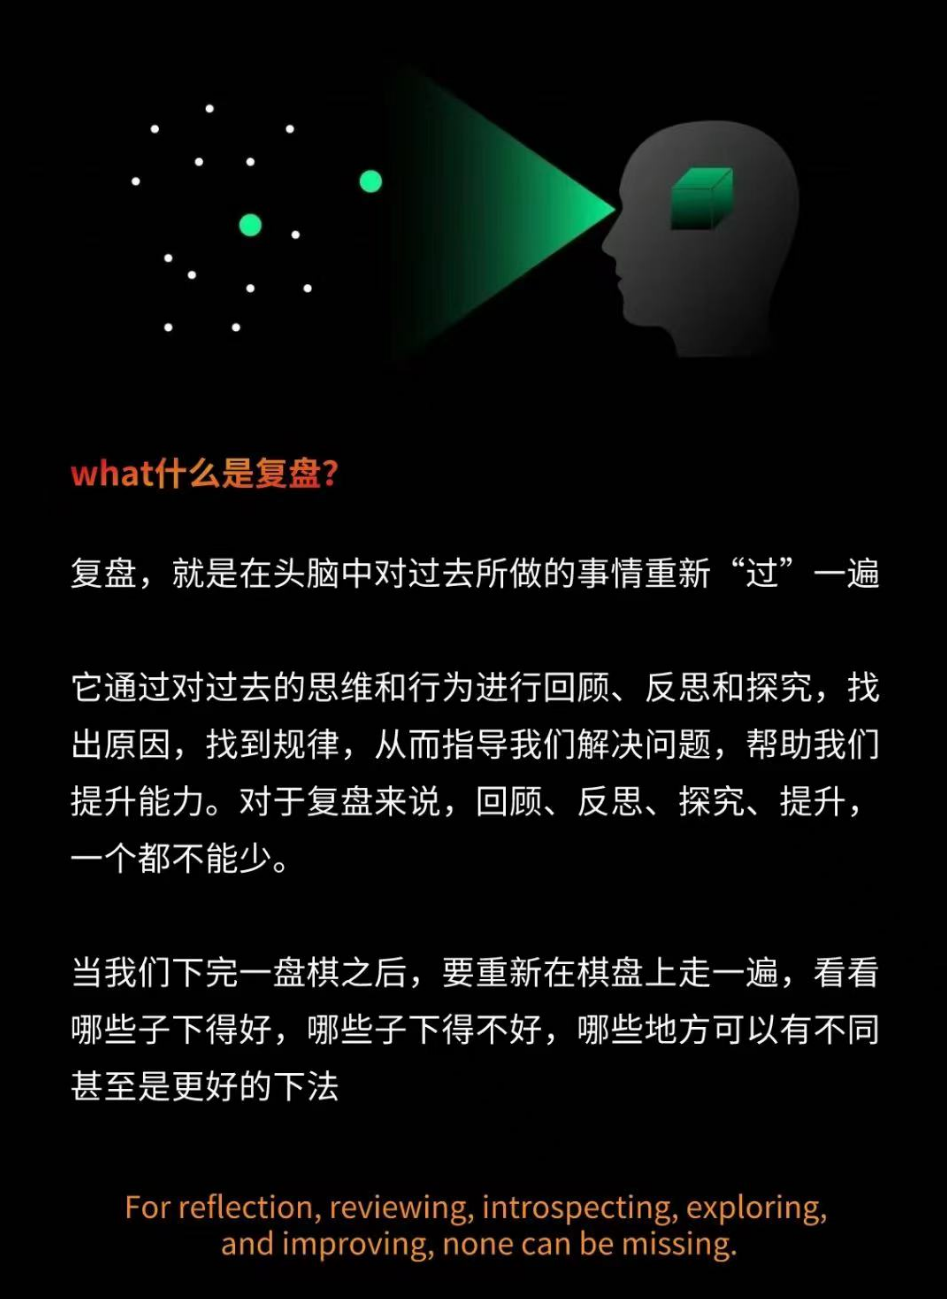 what什么是复盘？
复盘，就是在头脑中对过去所做的事情重新“过”一遍
它通过对过去的思维和行为进行回顾、反思和探究，找
出原因，找到规律，从而指导我们解决问题，帮助我们
提升能力。对于复盘来说，回顾、反思、探究、提升，
一个都不能少。
当我们下完一盘棋之后，要重新在棋盘上走一遍，看看
哪些子下得好，哪些子下得不好，哪些地方可以有不同
甚至是更好的下法
For reflection, reviewing, introspecting, exploring,
and improving, none can be missing.